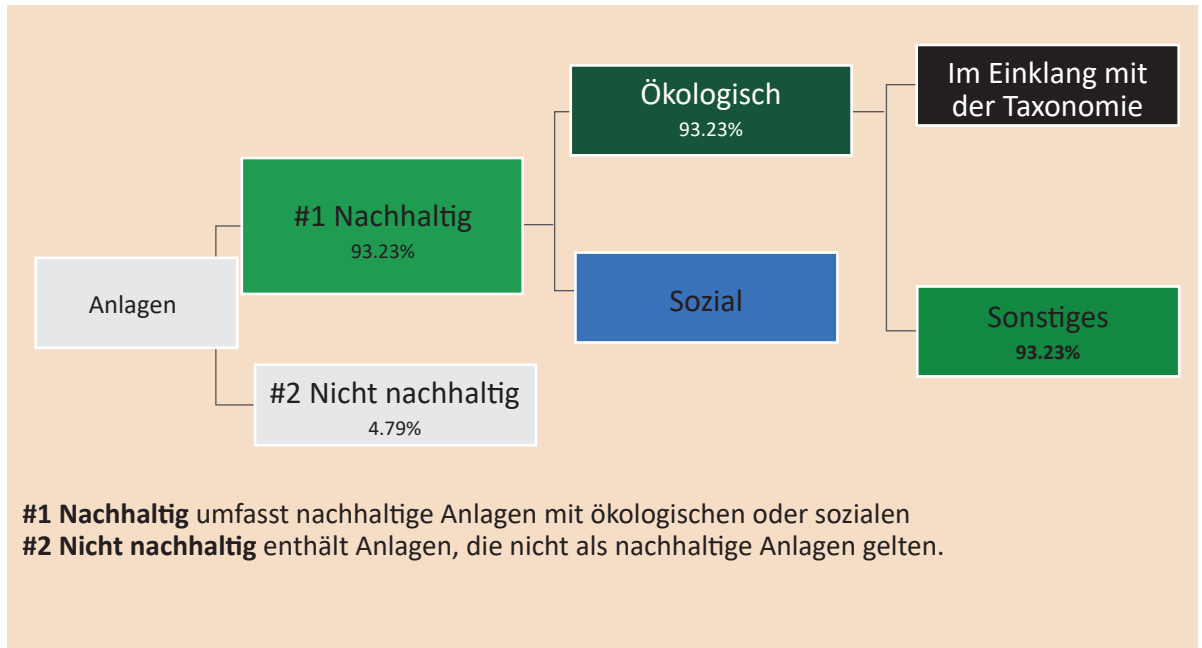 Anlagen
#1 Nachhaltig
93.23%
#2 Nicht nachhaltig
4.79%
Ökologisch
93.23%
Sozial
Im Einklang mit
der Taxonomie
Sonstiges
93.23%
#1 Nachhaltig umfasst nachhaltige Anlagen mit ökologischen oder sozialen
#2 Nicht nachhaltig enthält Anlagen, die nicht als nachhaltige Anlagen gelten.